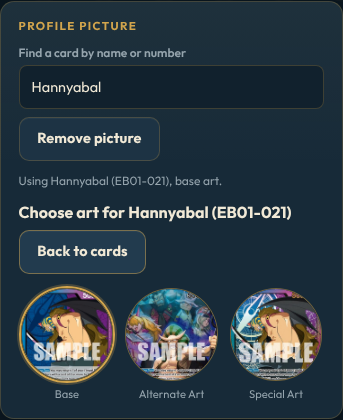 PROFILE PICTURE
Find a card by name or number
Hannyabal
Remove picture
Using Hannyabal (EB01-021), base art.
Choose art for Hannyabal (EB01-021)
Back to cards
SAMPLE SAMPLE SAMPLE
Base Alternate Art Special Art